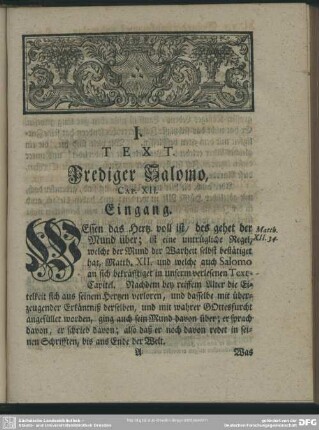 I.
TEXT.
Prediger Salomo,
CAP. XII.
Eingang.
WEssen das Hertz voll ist, des gehet der
Mund über; ist eine untrügliche Regel,
welche der Mund der Warheit selbst bestätiget
hat, Matth. XII. und welche auch Salomo
an sich bekräfftiget in unserm verlesenen Text-
Capitel. Nachdem bey reiffem Alter die Ei-
telkeit sich aus seinem Hertzen verloren, und dasselbe mit über-
zeugender Erkäntniß derselben, und mit wahrer GOttesfurcht
angefüllet worden, ging auch sein Mund davon über; er sprach
davon, er schrieb davon; also daß er noch davon redet in sei-
nen Schrifften, bis ans Ende der Welt.
Matth.
XII. 34.
A
Was